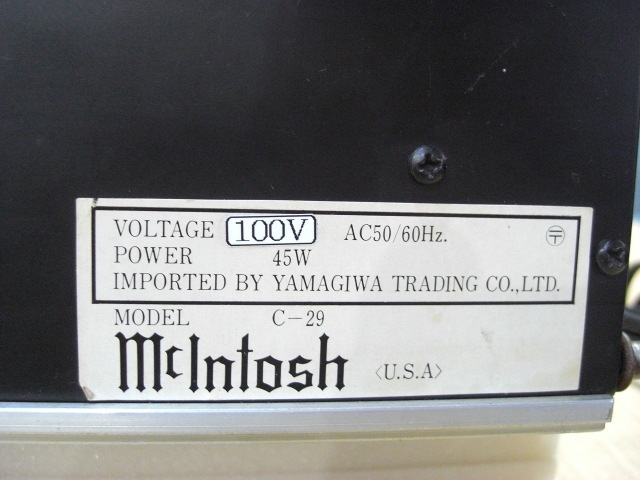 VOLTAGE 100V AC50/60Hz. 〶
POWER 45W
IMPORTED BY YAMAGIWA TRADING CO.,LTD.
MODEL C-29
McIntosh 〈U.S.A〉